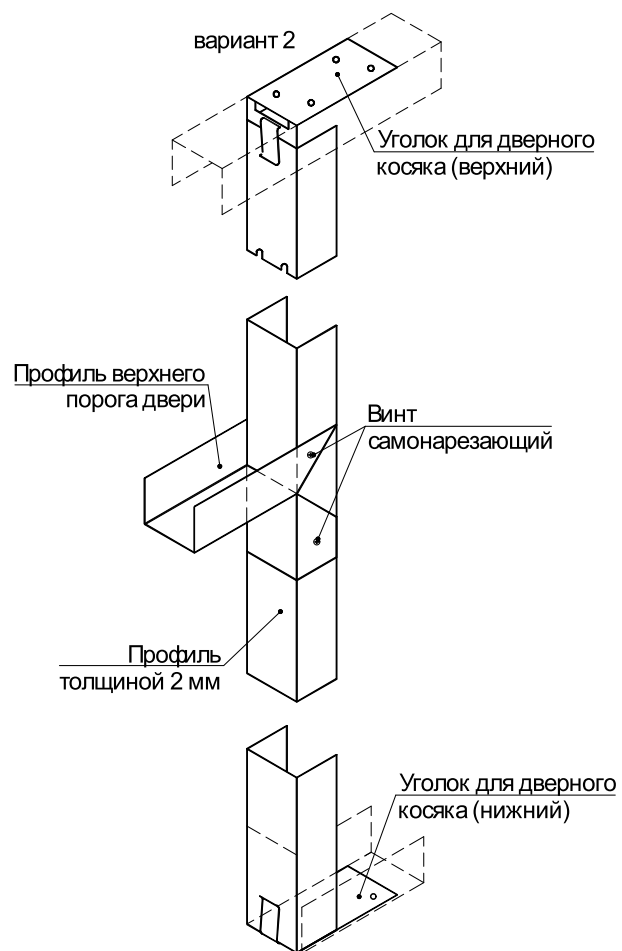 вариант 2
Уголок для дверного
косяка (верхний)
Профиль верхнего
порога двери
Винт
самонарезающий
Профиль
толщиной 2 мм
Уголок для дверного
косяка (нижний)